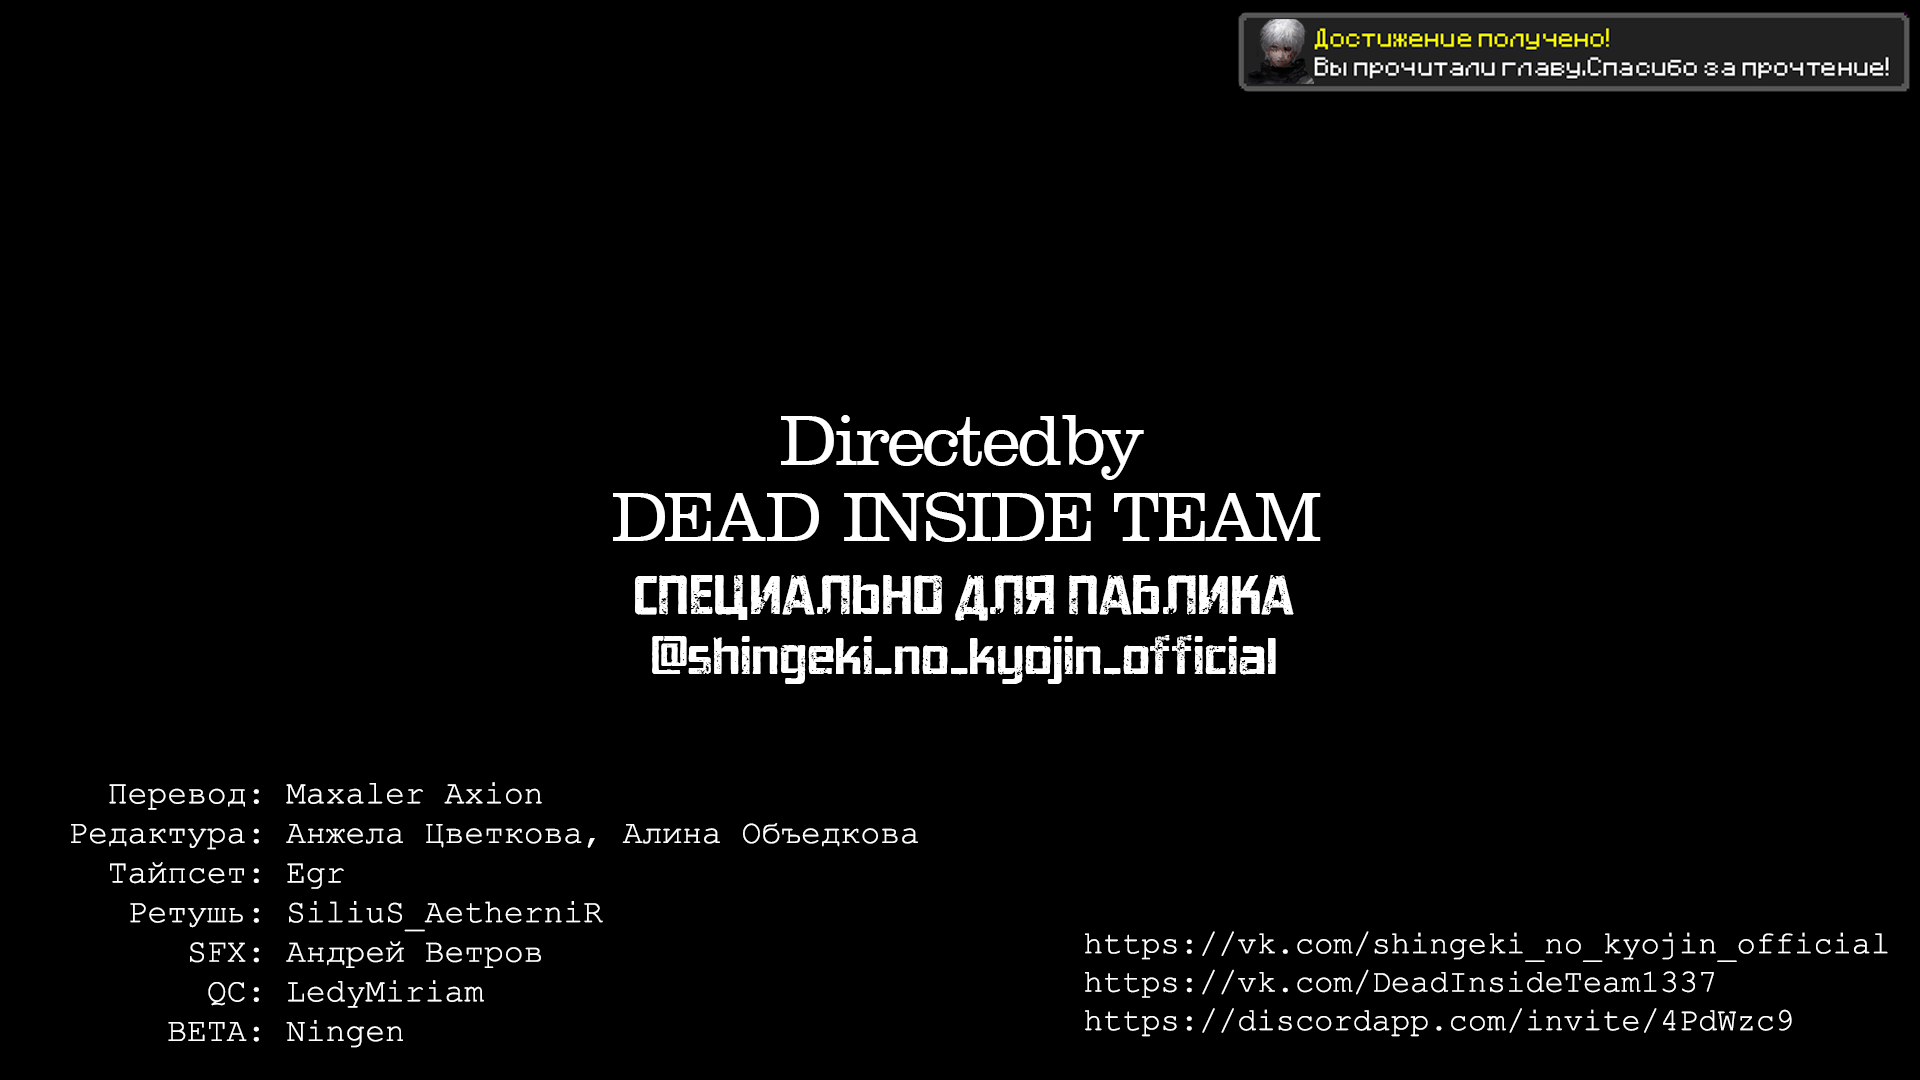 Достижение получено!
Вы прочитали главу.Спасибо за прочтение!
Directed by
DEAD INSIDE TEAM
СПЕЦИАЛЬНО ДЛЯ ПАБЛИКА
@shingeki_no_kyojin_official
Перевод: Maxaler Axion
Редактура: Анжела Цветкова, Алина Объедкова
Тайпсет: Egr
Ретушь: SiliuS_AetherniR
SFX: Андрей Ветров
QC: LedyMiriam
BETA: Ningen
https://vk.com/shingeki_no_kyojin_official
https://vk.com/DeadInsideTeam1337
https://discordapp.com/invite/4PdWzc9